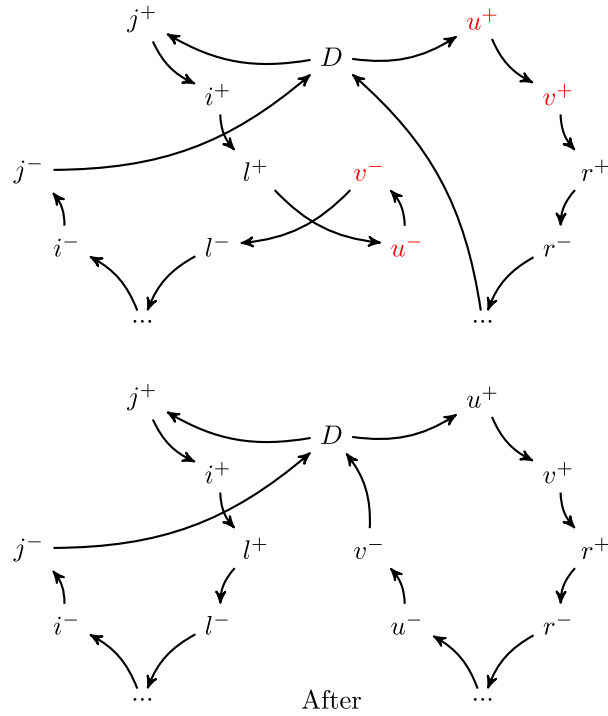 j⁺ u⁺
D
i⁺ v⁺
j⁻ l⁺ v⁻ r⁺
i⁻ l⁻ u⁻ r⁻
... ...
j⁺ u⁺
D
i⁺ v⁺
j⁻ l⁺ v⁻ r⁺
i⁻ l⁻ u⁻ r⁻
... ...
After